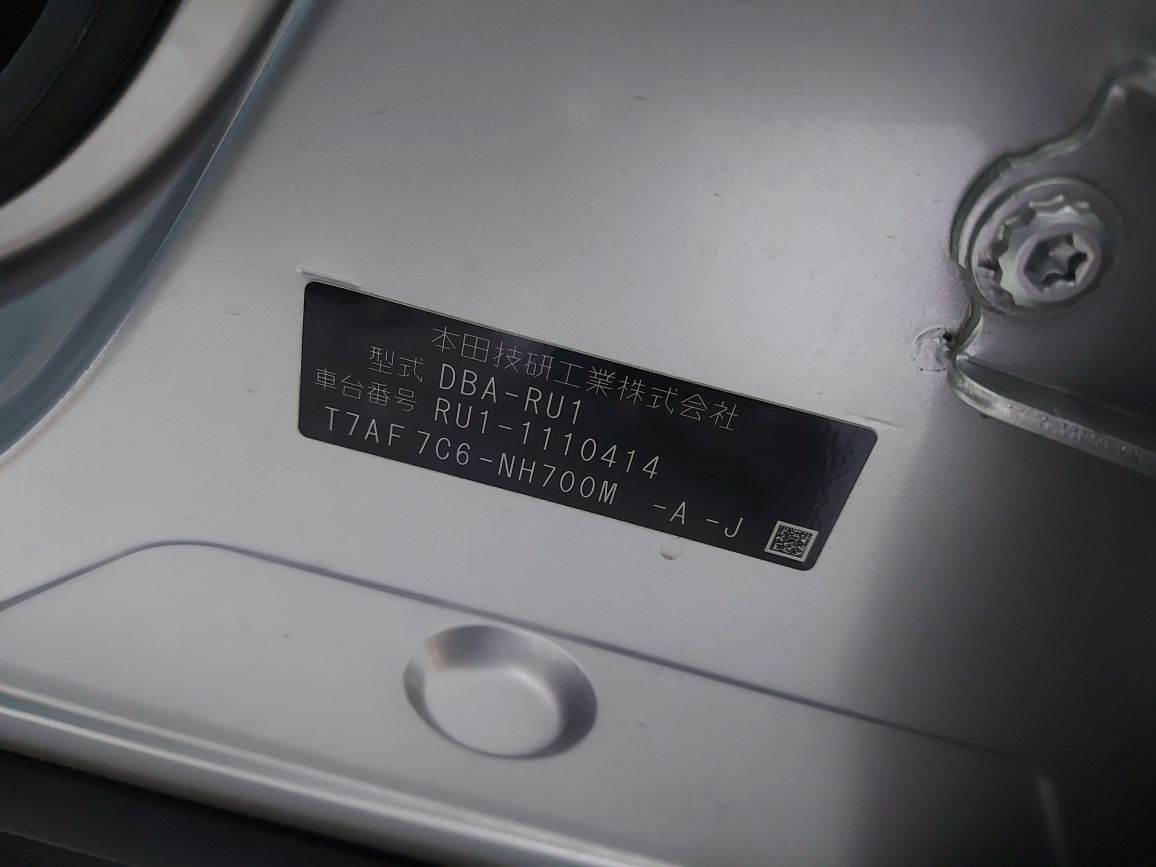 本田技研工業株式会社
型式 DBA-RU1
車台番号 RU1-1110414
T7AF7C6-NH700M -A -J